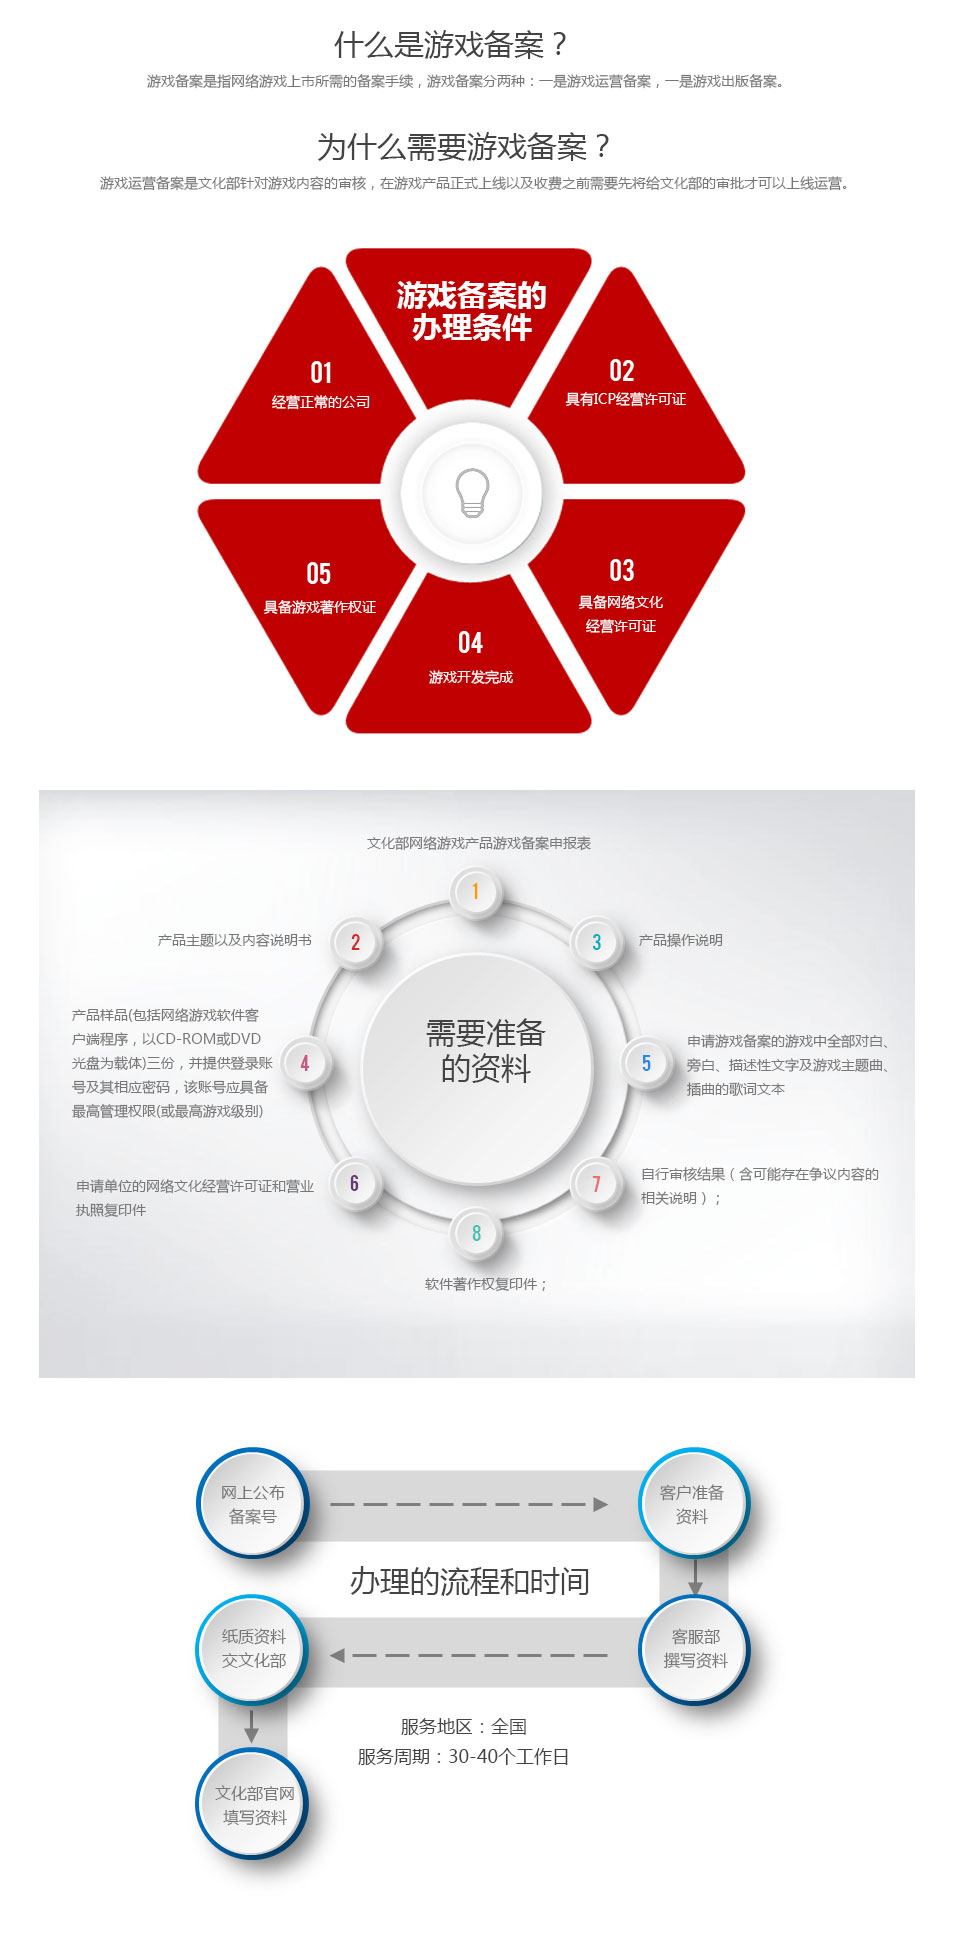 什么是游戏备案？
游戏备案是指网络游戏上市所需的备案手续，游戏备案分两种：一是游戏运营备案，一是游戏出版备案。
为什么需要游戏备案？
游戏运营备案是文化部针对游戏内容的审核，在游戏产品正式上线以及收费之前需要先将给文化部的审批才可以上线运营。
游戏备案的
办理条件
01
经营正常的公司
02
具有ICP经营许可证
03
具备网络文化
经营许可证
04
游戏开发完成
05
具备游戏著作权证
需要准备
的资料
1
文化部网络游戏产品游戏备案申报表
2
产品主题以及内容说明书
3
产品操作说明
4
产品样品(包括网络游戏软件客
户端程序，以CD-ROM或DVD
光盘为载体)三份，并提供登录账
号及其相应密码，该账号应具备
最高管理权限(或最高游戏级别)
5
申请游戏备案的游戏中全部对白、
旁白、描述性文字及游戏主题曲、
插曲的歌词文本
6
申请单位的网络文化经营许可证和营业
执照复印件
7
自行审核结果（含可能存在争议内容的
相关说明）；
8
软件著作权复印件；
网上公布
备案号
客户准备
资料
办理的流程和时间
纸质资料
交文化部
客服部
撰写资料
服务地区：全国
服务周期：30-40个工作日
文化部官网
填写资料